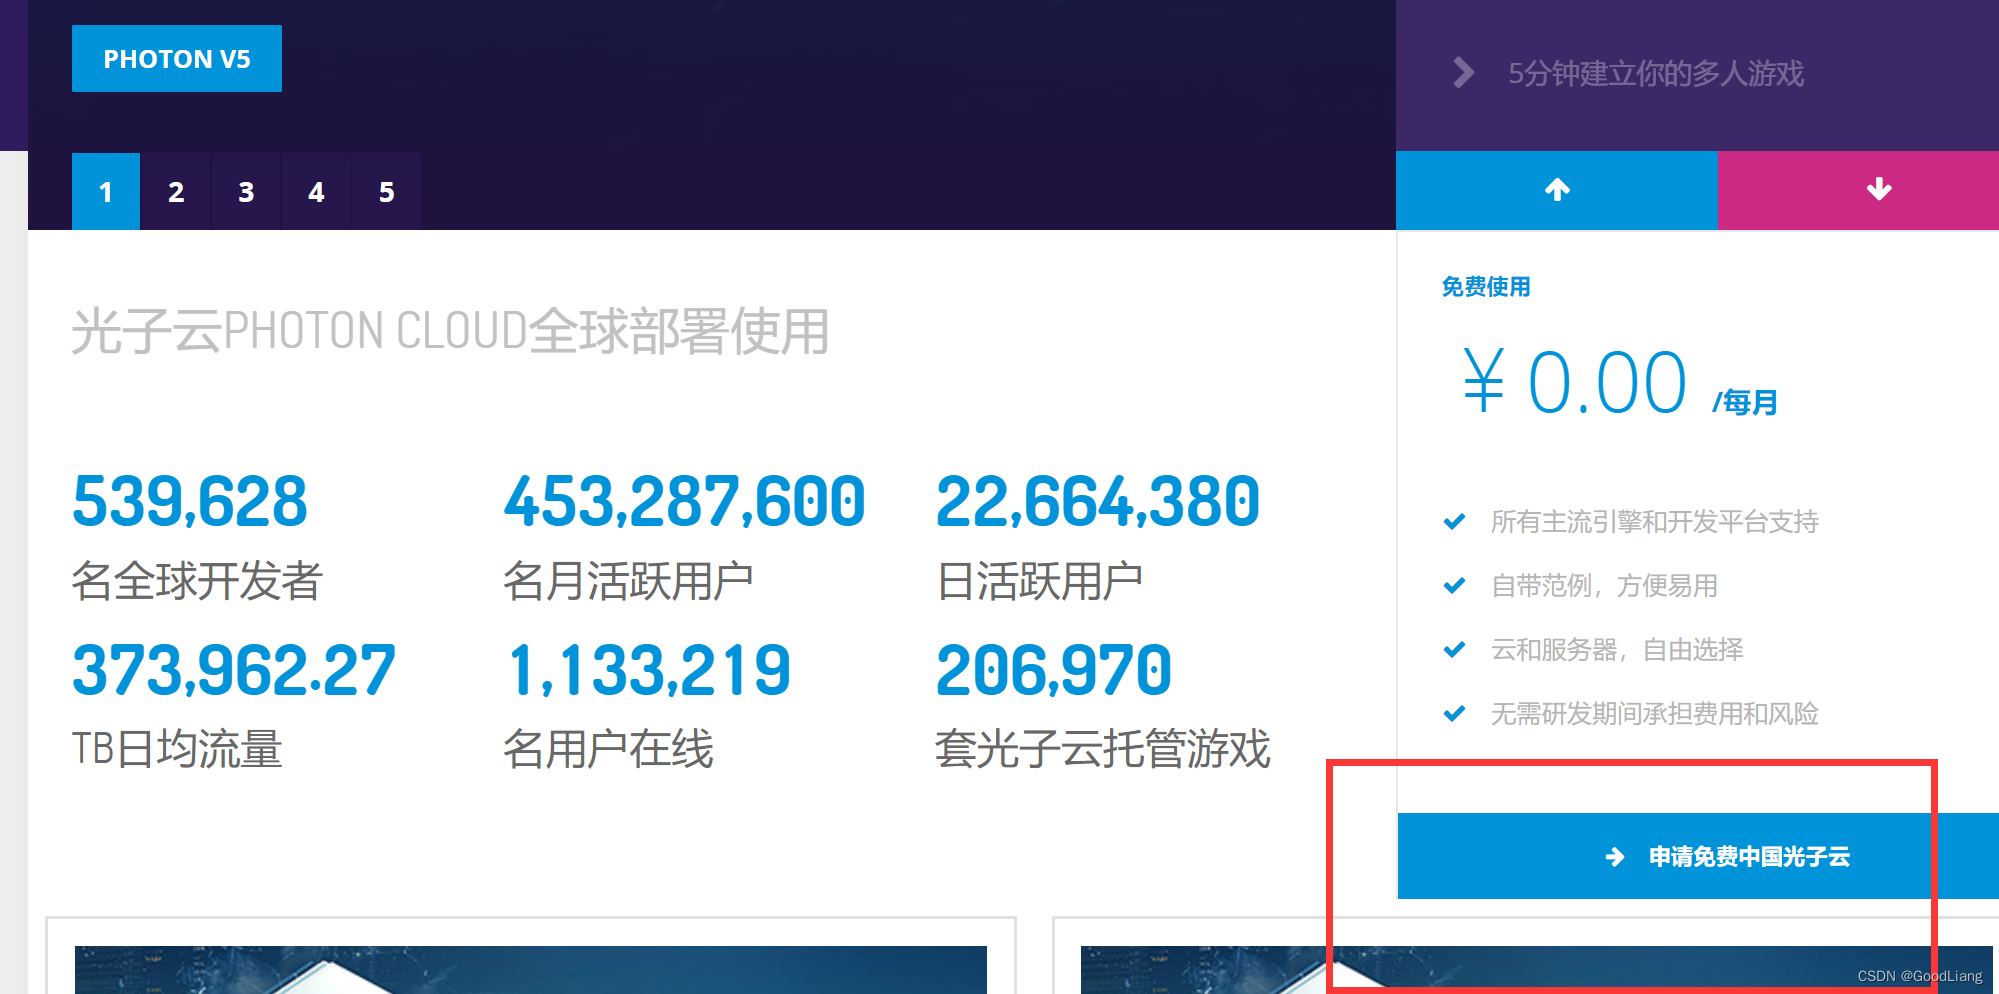 PHOTON V5
5分钟建立你的多人游戏
1 2 3 4 5
光子云PHOTON CLOUD全球部署使用
539,628
名全球开发者
453,287,600
名月活跃用户
22,664,380
日活跃用户
373,962.27
TB日均流量
1,133,219
名用户在线
206,970
套光子云托管游戏
免费使用
¥ 0.00 /每月
所有主流引擎和开发平台支持
自带范例，方便易用
云和服务器，自由选择
无需研发期间承担费用和风险
申请免费中国光子云
CSDN @GoodLiang